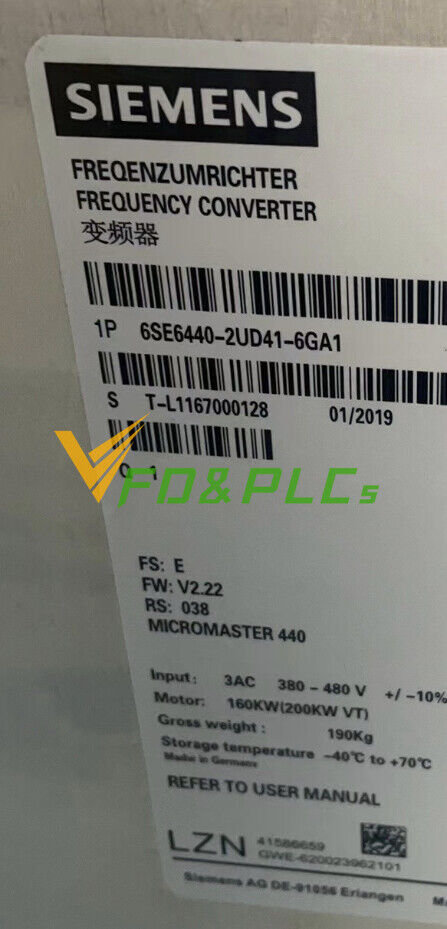 SIEMENS
FREQENZUMRICHTER
FREQUENCY CONVERTER
变频器
1P 6SE6440-2UD41-6GA1
S T-L1167000128 01/2019
VFD&PLCs
FS: E
FW: V2.22
RS: 038
MICROMASTER 440
Input: 3AC 380 - 480 V +/- 10%
Motor: 160KW(200KW VT)
Gross weight : 190Kg
Storage temperature -40℃ to +70℃
Made in Germany
REFER TO USER MANUAL
LZN 41586659
GWE-620023962101
Siemens AG DE-91056 Erlangen